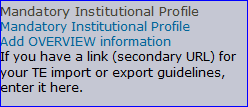 Mandatory Institutional Profile
Mandatory Institutional Profile
Add OVERVIEW information
If you have a link (secondary URL) for
your TE import or export guidelines,
enter it here.